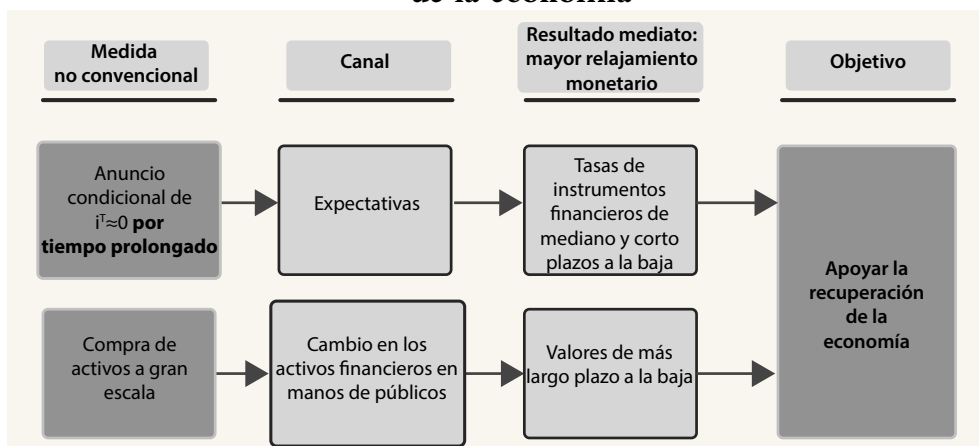 de la economía
Medida
no convencional
Canal
Resultado mediato:
mayor relajamiento
monetario
Objetivo
Anuncio
condicional de
iᵀ≈0 por
tiempo prolongado
Expectativas
Tasas de
instrumentos
financieros de
mediano y corto
plazos a la baja
Apoyar la
recuperación
de la
economía
Compra de
activos a gran
escala
Cambio en los
activos financieros en
manos de públicos
Valores de más
largo plazo a la baja